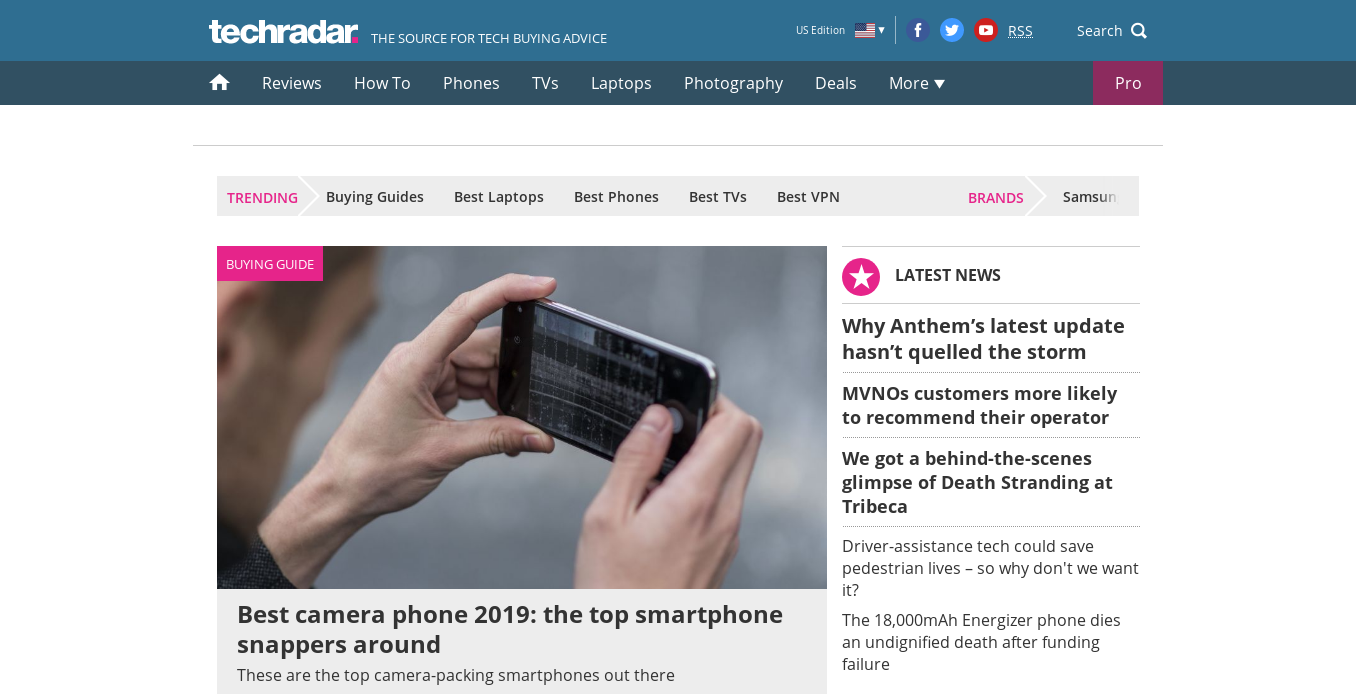 techradar.
THE SOURCE FOR TECH BUYING ADVICE
US Edition
RSS
Search
Reviews
How To
Phones
TVs
Laptops
Photography
Deals
More
Pro
TRENDING
Buying Guides
Best Laptops
Best Phones
Best TVs
Best VPN
BRANDS
Samsun
BUYING GUIDE
Best camera phone 2019: the top smartphone
snappers around
These are the top camera-packing smartphones out there
LATEST NEWS
Why Anthem’s latest update
hasn’t quelled the storm
MVNOs customers more likely
to recommend their operator
We got a behind-the-scenes
glimpse of Death Stranding at
Tribeca
Driver-assistance tech could save
pedestrian lives – so why don't we want
it?
The 18,000mAh Energizer phone dies
an undignified death after funding
failure